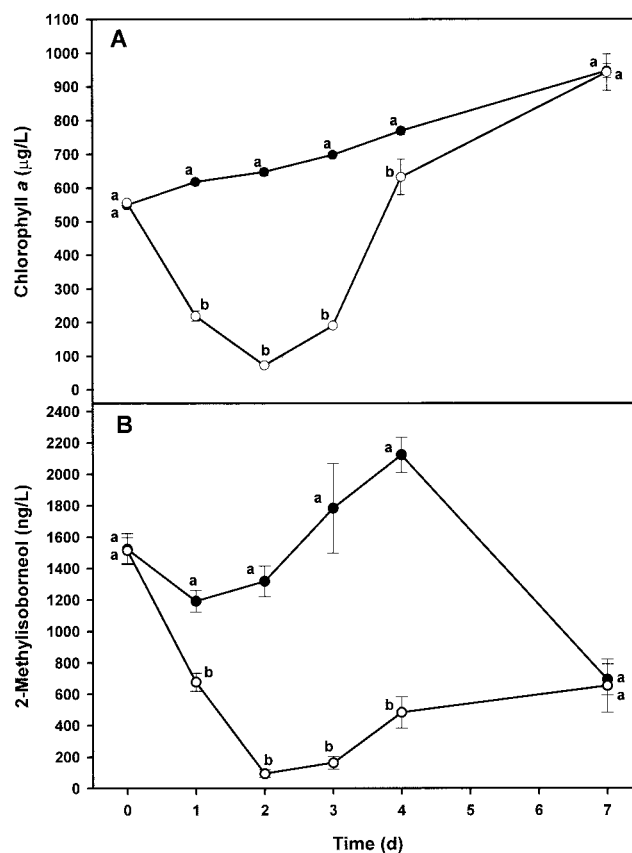 A
1100
1000
900
800
700
600
500
400
300
200
100
0
Chlorophyll a (µg/L)
a
a
a
a
a
a
a
a
b
b
b
b
B
2400
2200
2000
1800
1600
1400
1200
1000
800
600
400
200
0
2-Methylisoborneol (ng/L)
a
a
a
a
a
a
b
b
b
b
a
a
0 1 2 3 4 5 6 7
Time (d)